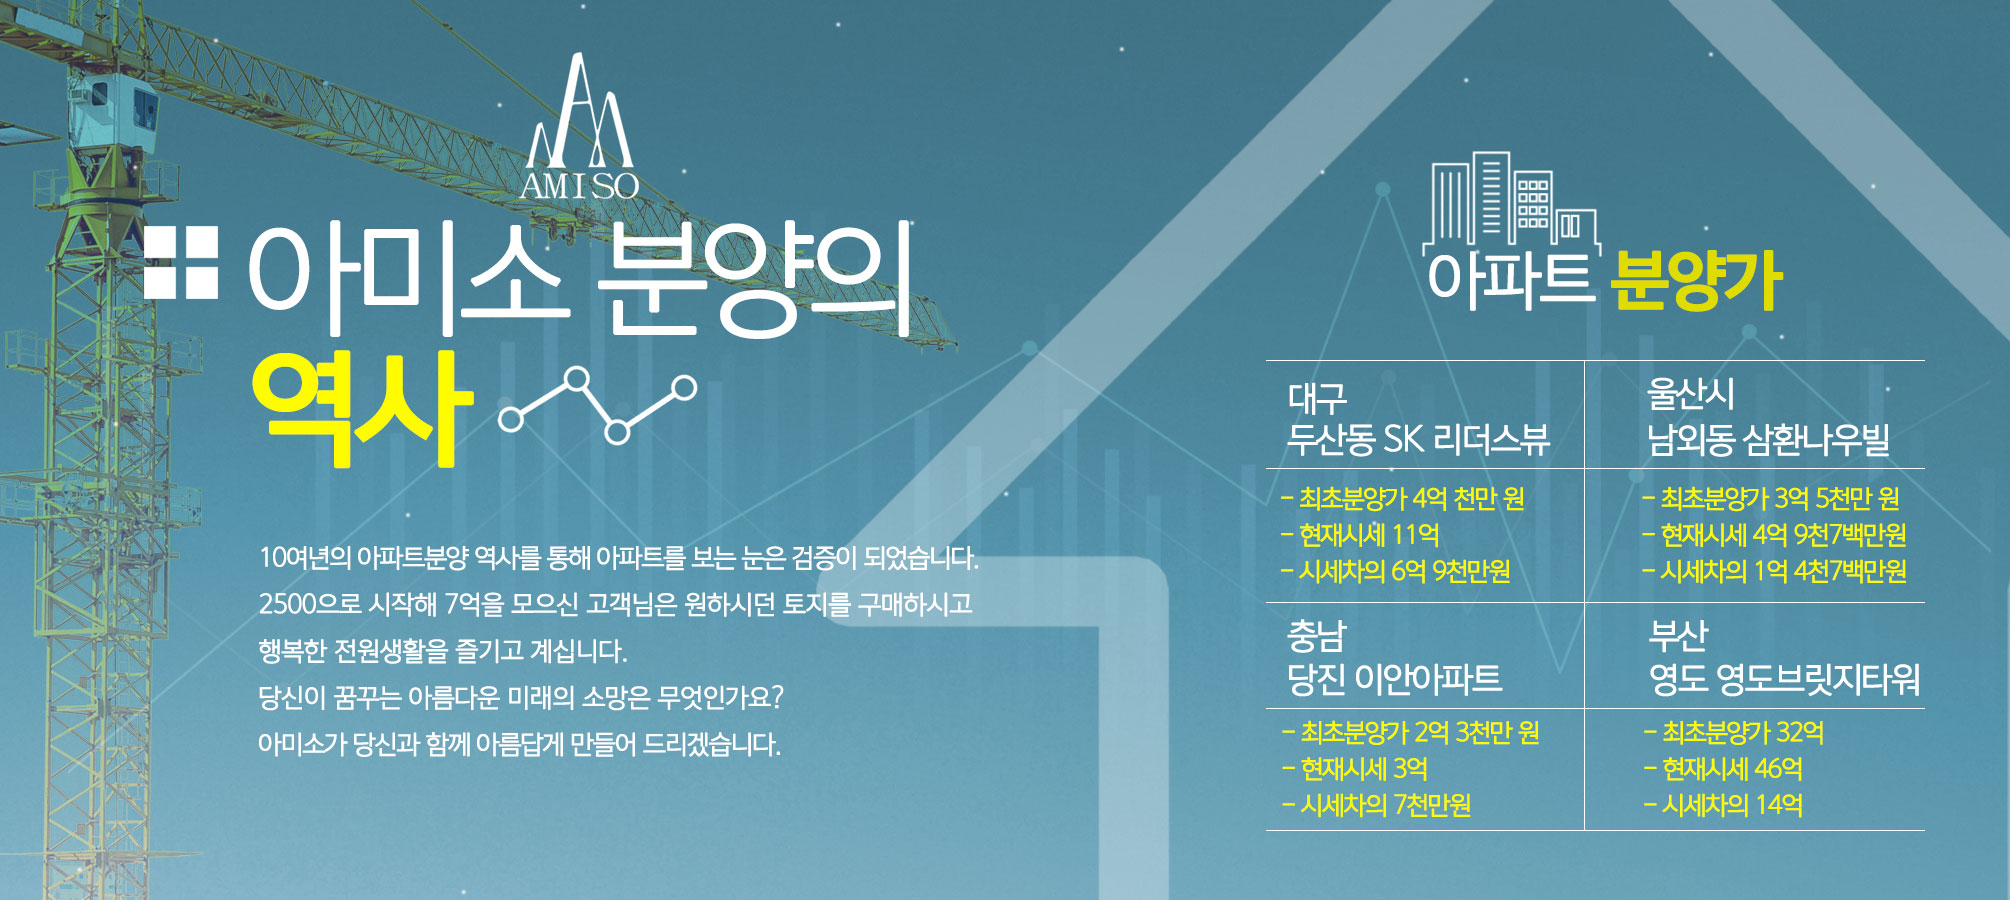 AMISO
아미소 분양의
역사
10여년의 아파트분양 역사를 통해 아파트를 보는 눈은 검증이 되었습니다.
2500으로 시작해 7억을 모으신 고객님은 원하시던 토지를 구매하시고
행복한 전원생활을 즐기고 계십니다.
당신이 꿈꾸는 아름다운 미래의 소망은 무엇인가요?
아미소가 당신과 함께 아름답게 만들어 드리겠습니다.
아파트 분양가
대구
두산동 SK 리더스뷰
- 최초분양가 4억 천만 원
- 현재시세 11억
- 시세차의 6억 9천만원
울산시
남외동 삼환나우빌
- 최초분양가 3억 5천만 원
- 현재시세 4억 9천7백만원
- 시세차의 1억 4천7백만원
충남
당진 이안아파트
- 최초분양가 2억 3천만 원
- 현재시세 3억
- 시세차의 7천만원
부산
영도 영도브릿지타워
- 최초분양가 32억
- 현재시세 46억
- 시세차의 14억